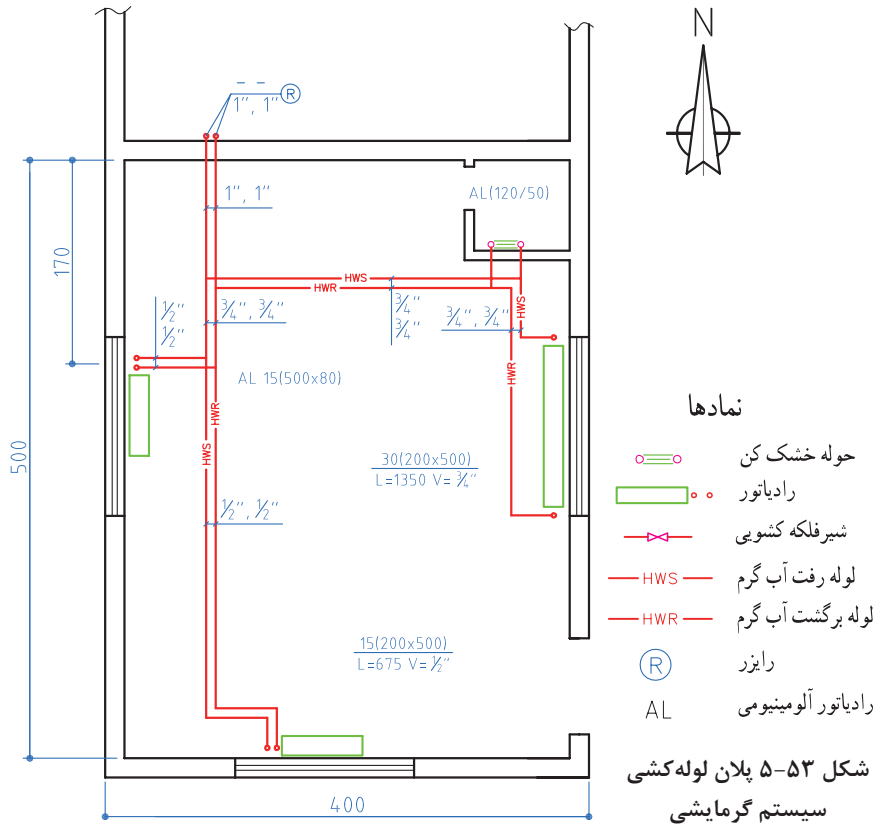 N
— —
1", 1" R
1", 1"
AL(120/50)
170
HWS
HWR
½"
½"
¾", ¾"
¾"
¾"
¾", ¾"
HWS
HWR
AL 15(500x80)
HWR
HWS
500
30(200x500)
L=1350 V=¾"
½", ½"
15(200x500)
L=675 V=½"
400
نمادها
حوله خشک کن
رادیاتور
شیرفلکه کشویی
HWS لوله رفت آب گرم
HWR لوله برگشت آب گرم
R رایزر
AL رادیاتور آلومینیومی
شکل ۵۳-۵ پلان لوله‌کشی
سیستم گرمایشی